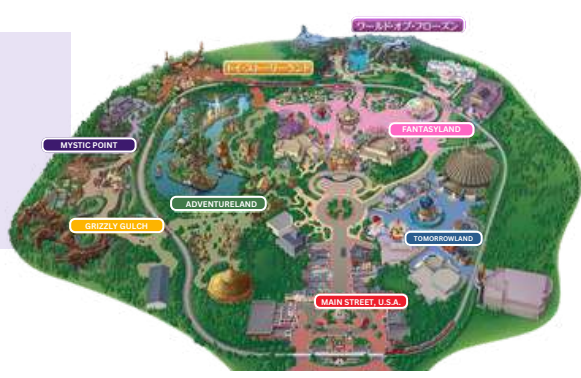 ワールド・オブ・フローズン
トイ・ストーリーランド
FANTASYLAND
MYSTIC POINT
ADVENTURELAND
GRIZZLY GULCH
TOMORROWLAND
MAIN STREET, U.S.A.